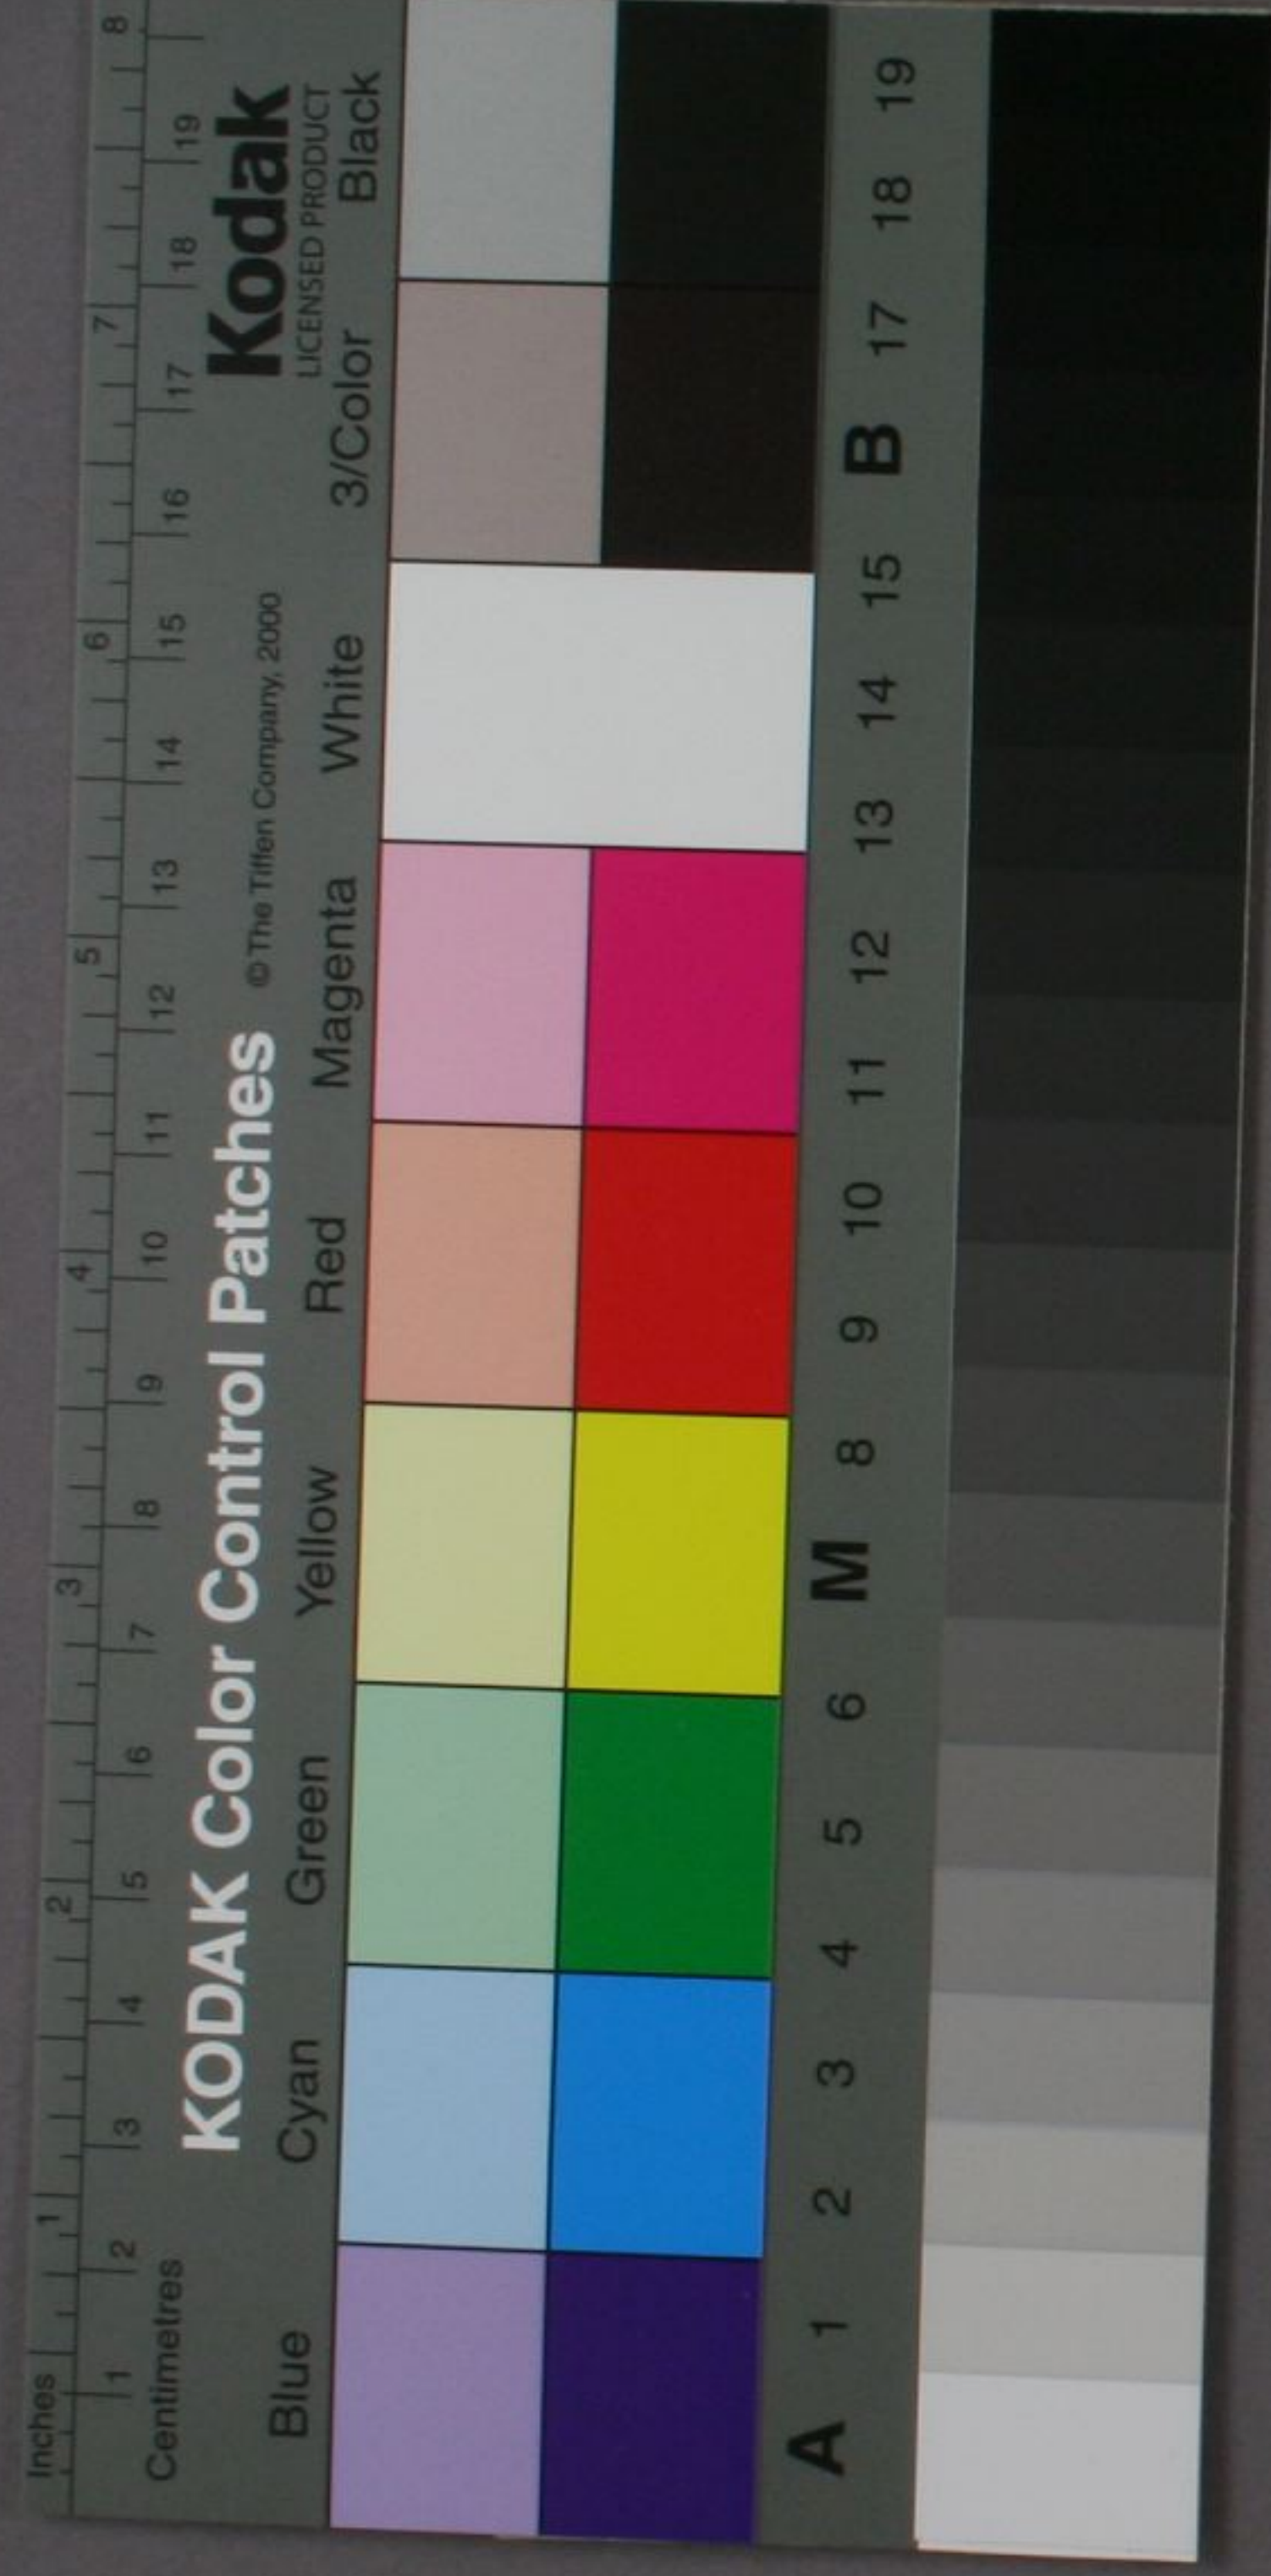 Inches 1 2 3 4 5 6 7 8
Centimetres 1 2 3 4 5 6 7 8 9 10 11 12 13 14 15 16 17 18 19
KODAK Color Control Patches © The Tiffen Company, 2000 Kodak
LICENSED PRODUCT
Blue Cyan Green Yellow Red Magenta White 3/Color Black
A 1 2 3 4 5 6 M 8 9 10 11 12 13 14 15 B 17 18 19